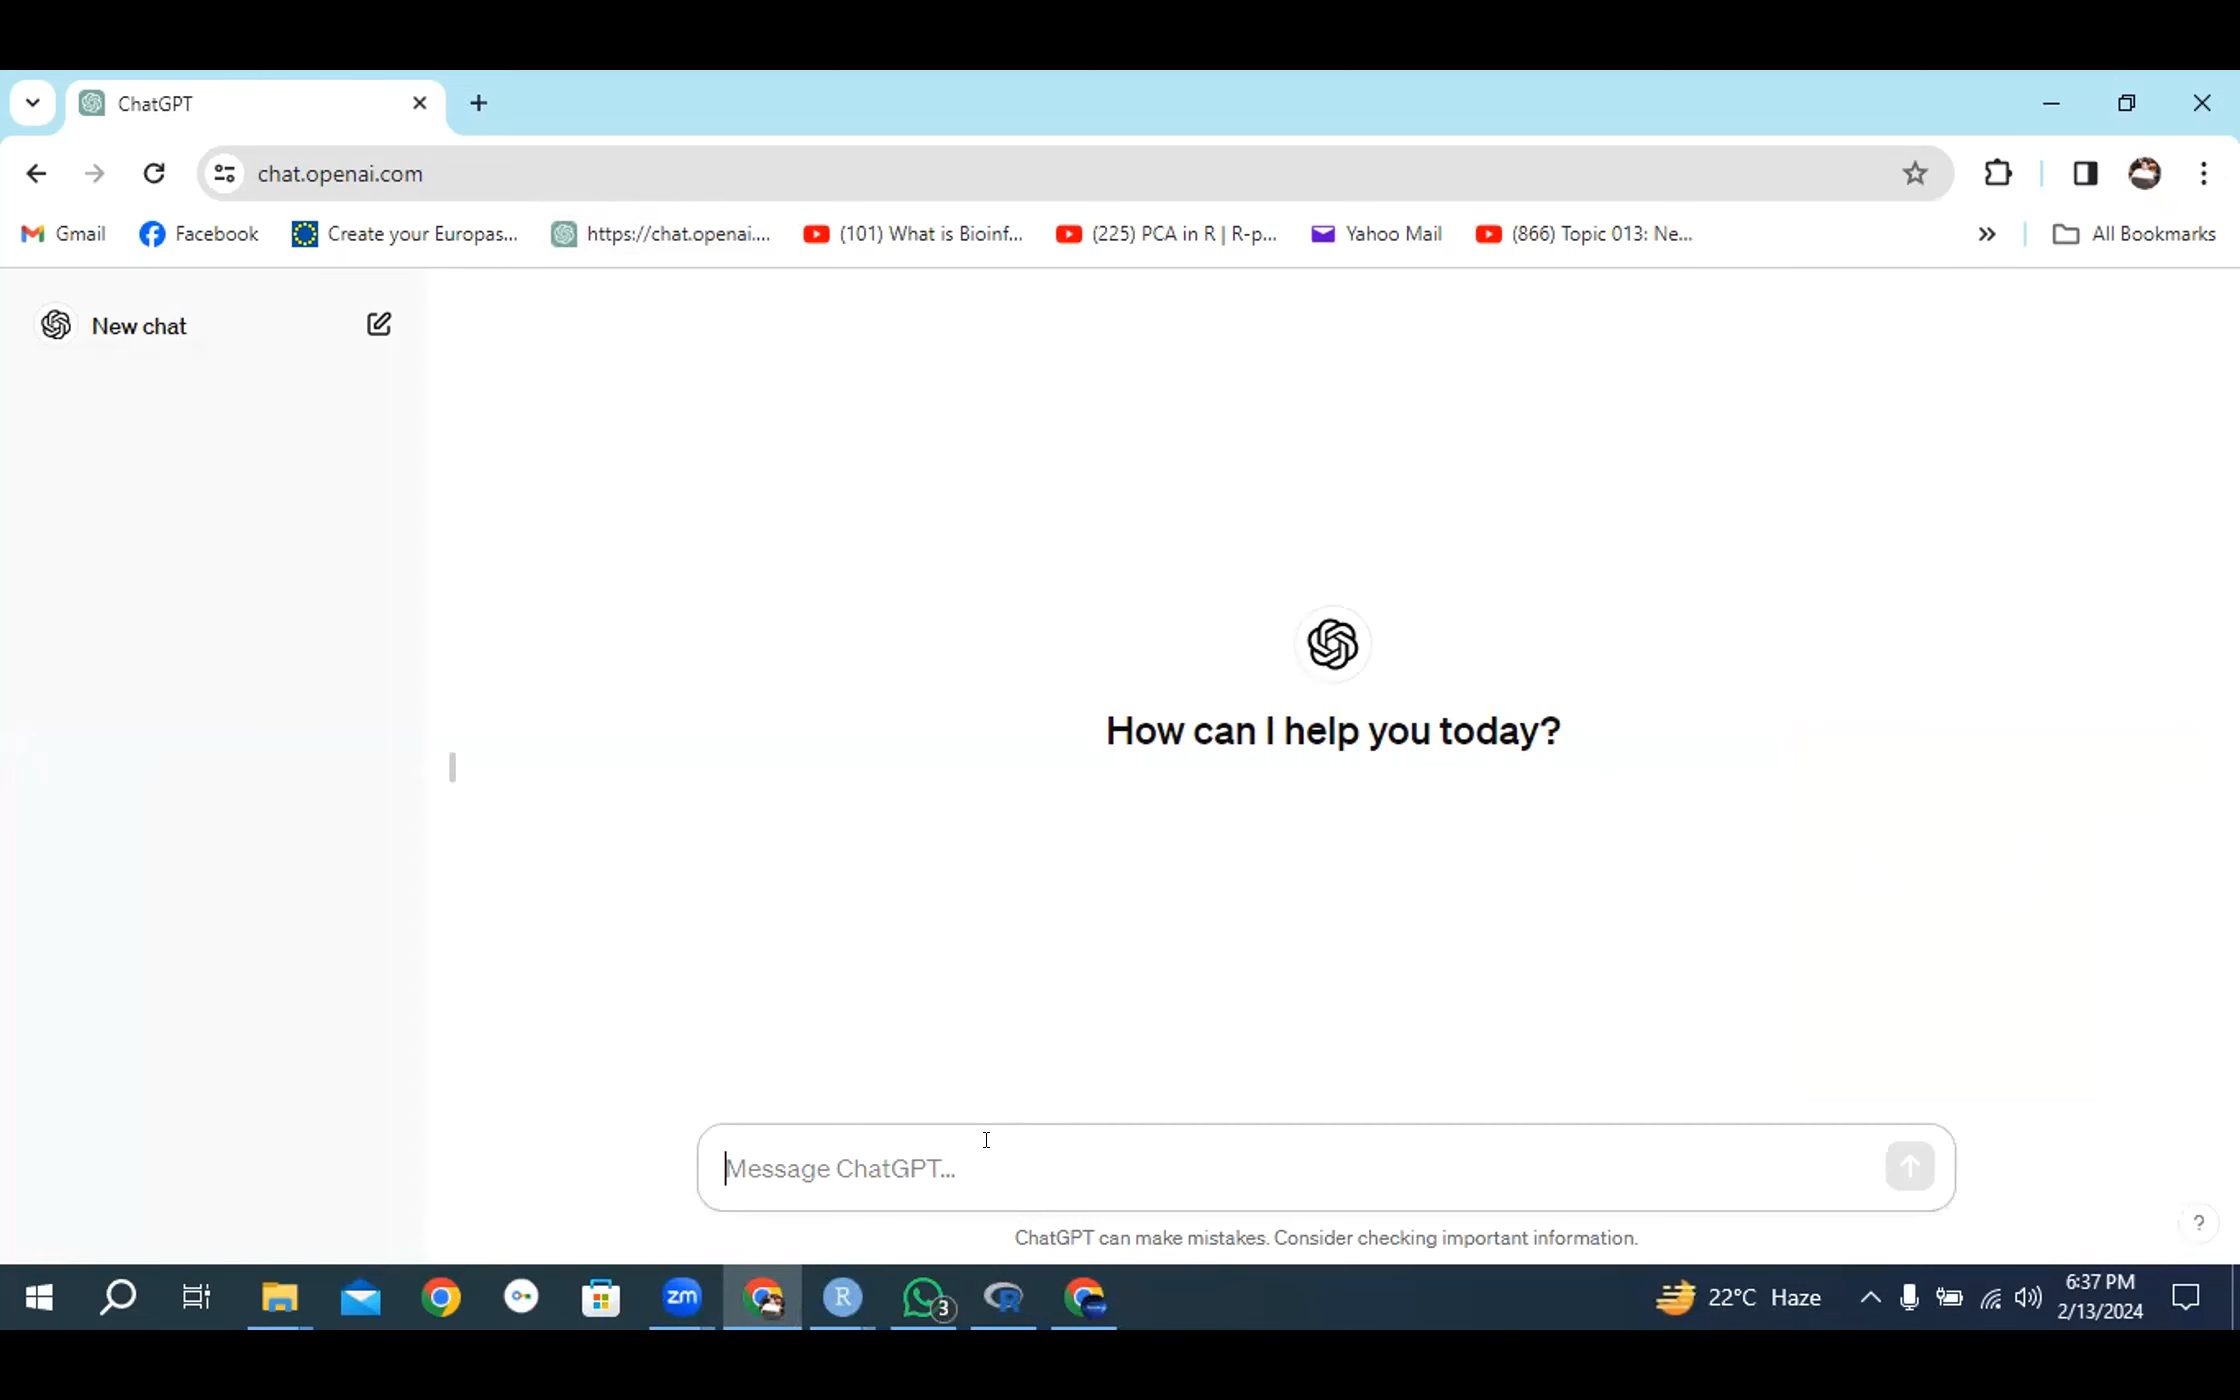 ChatGPT
chat.openai.com
Gmail
Facebook
Create your Europas...
https://chat.openai....
(101) What is Bioinf...
(225) PCA in R | R-p...
Yahoo Mail
(866) Topic 013: Ne...
All Bookmarks
New chat
How can I help you today?
Message ChatGPT...
ChatGPT can make mistakes. Consider checking important information.
?
zm
R
3
R
22°C Haze
6:37 PM
2/13/2024